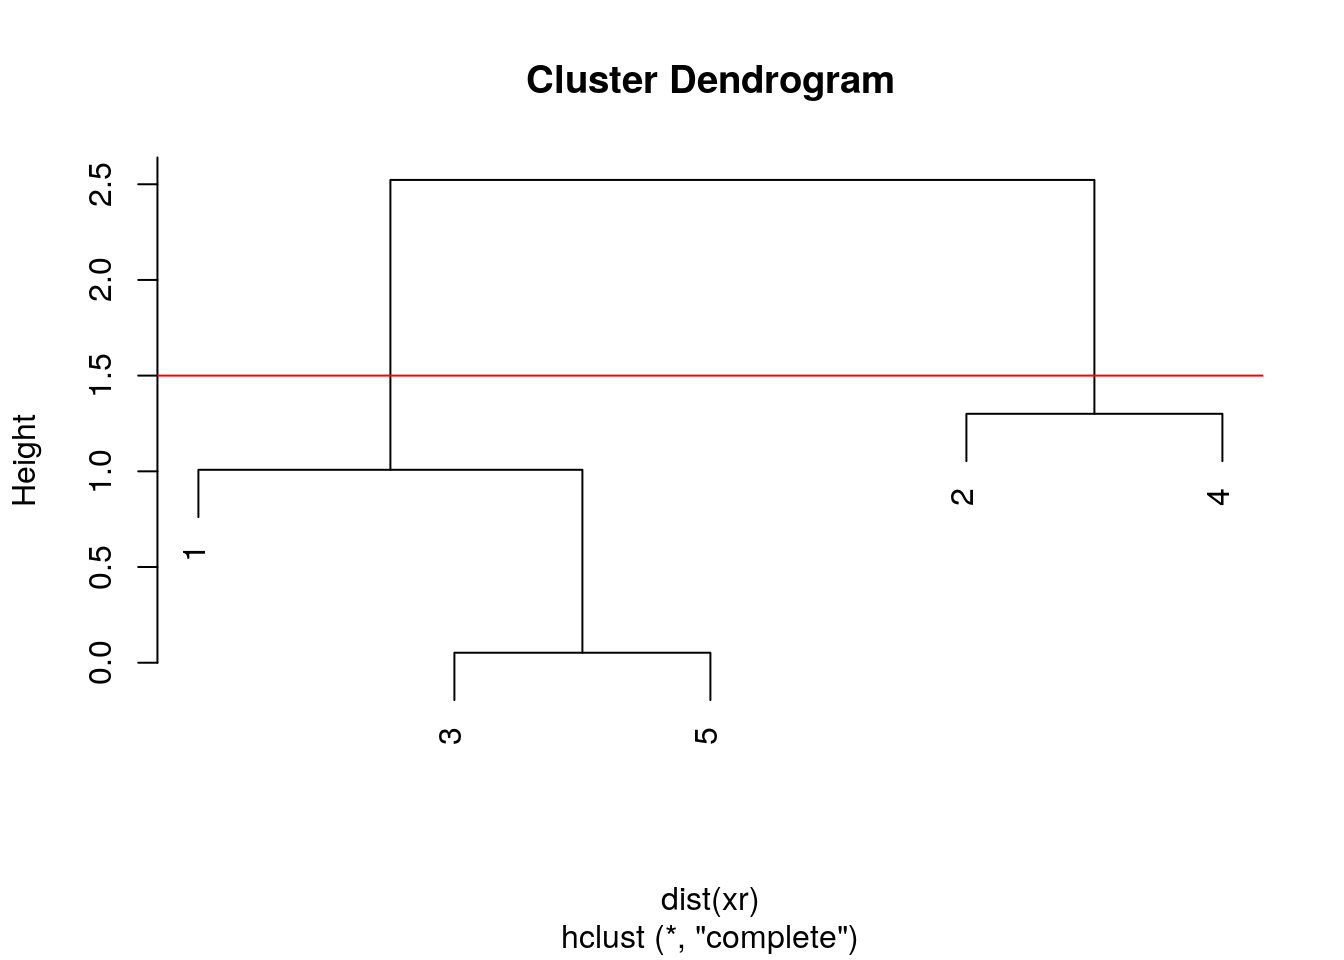 Cluster Dendrogram
Height
2.5
2.0
1.5
1.0
0.5
0.0
1
3
5
2
4
dist(xr)
hclust (*, "complete")